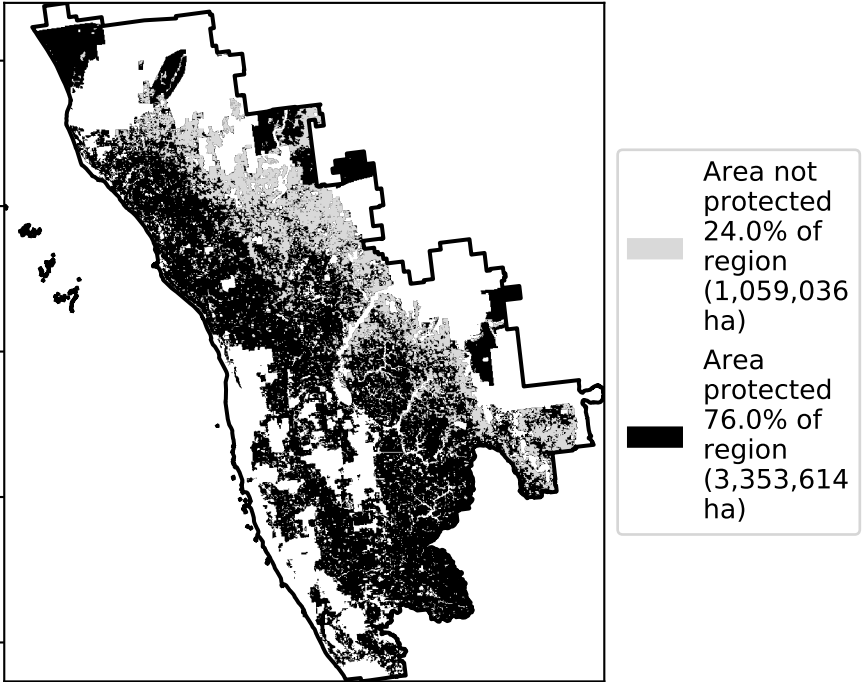 Area not
protected
24.0% of
region
(1,059,036
ha)
Area
protected
76.0% of
region
(3,353,614
ha)